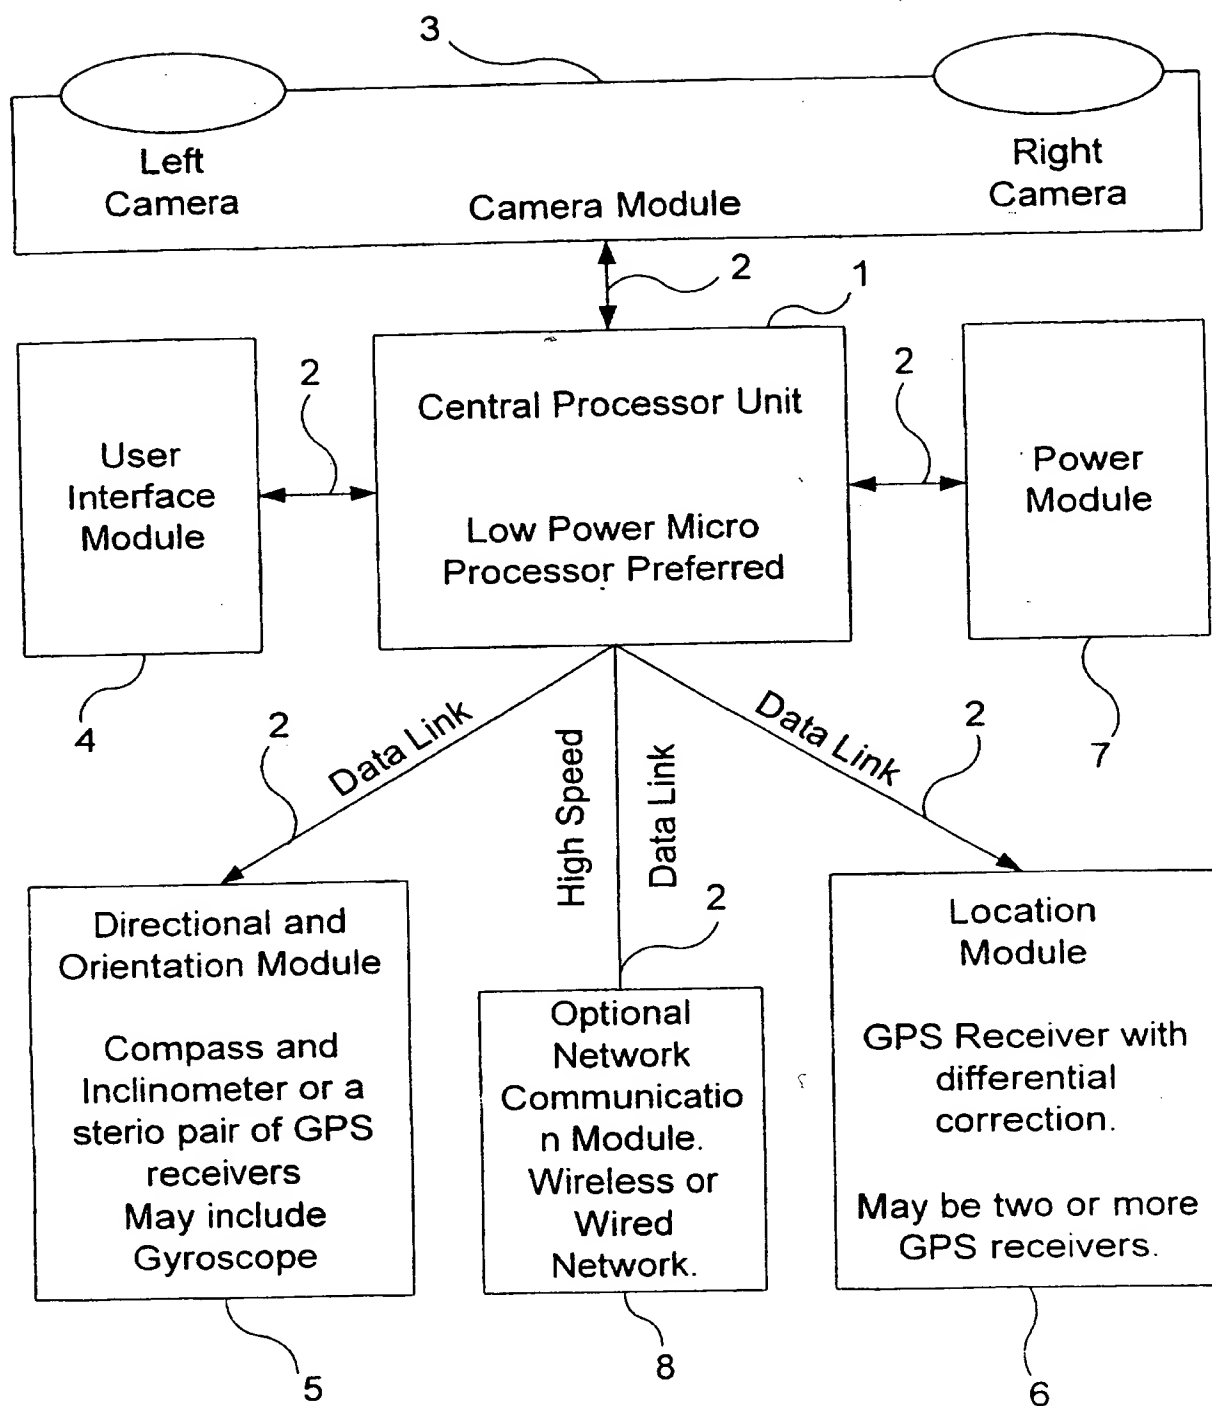 3
Left
Camera
Camera Module
Right
Camera
2
1
User
Interface
Module
2
Central Processor Unit
Low Power Micro
Processor Preferred
2
Power
Module
4
2
Data Link
High Speed
Data Link
Data Link
2
7
Directional and
Orientation Module
Compass and
Inclinometer or a
sterio pair of GPS
receivers
May include
Gyroscope
2
Optional
Network
Communicatio
n Module.
Wireless or
Wired
Network.
Location
Module
GPS Receiver with
differential
correction.
May be two or more
GPS receivers.
5
8
6